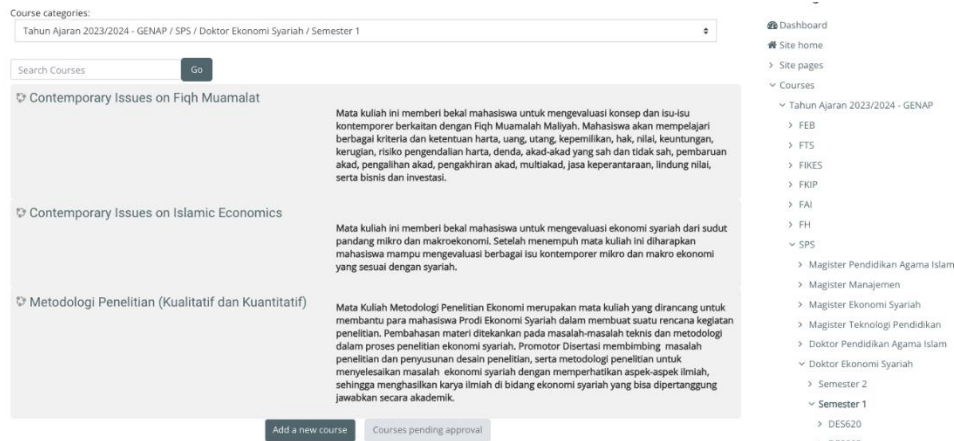 Course categories:
Tahun Ajaran 2023/2024 - GENAP / SPS / Doktor Ekonomi Syariah / Semester 1
Search Courses
Go
Contemporary Issues on Fiqh Muamalat
Mata kuliah ini memberi bekal mahasiswa untuk mengevaluasi konsep dan isu-isu
kontemporer berkaitan dengan Fiqh Muamalah Maliyah. Mahasiswa akan mempelajari
berbagai kriteria dan ketentuan harta, uang, utang, kepemilikan, hak, nilai, keuntungan,
kerugian, risiko pengendalian harta, denda, akad-akad yang sah dan tidak sah, pembaruan
akad, pengalihan akad, pengakhiran akad, multiakad, jasa keperantaraan, lindung nilai,
serta bisnis dan investasi.
Contemporary Issues on Islamic Economics
Mata kuliah ini memberi bekal mahasiswa untuk mengevaluasi ekonomi syariah dari sudut
pandang mikro dan makroekonomi. Setelah menempuh mata kuliah ini diharapkan
mahasiswa mampu mengevaluasi berbagai isu kontemporer mikro dan makro ekonomi
yang sesuai dengan syariah.
Metodologi Penelitian (Kualitatif dan Kuantitatif)
Mata Kuliah Metodologi Penelitian Ekonomi merupakan mata kuliah yang dirancang untuk
membantu para mahasiswa Prodi Ekonomi Syariah dalam membuat suatu rencana kegiatan
penelitian. Pembahasan materi ditekankan pada masalah-masalah teknis dan metodologi
dalam proses penelitian ekonomi syariah. Promotor Disertasi membimbing masalah
penelitian dan penyusunan desain penelitian, serta metodologi penelitian untuk
menyelesaikan masalah ekonomi syariah dengan memperhatikan aspek-aspek ilmiah,
sehingga menghasilkan karya ilmiah di bidang ekonomi syariah yang bisa dipertanggung
jawabkan secara akademik.
Add a new course
Courses pending approval
Dashboard
Site home
Site pages
Courses
Tahun Ajaran 2023/2024 - GENAP
FEB
FTS
FIKES
FKIP
FAI
FH
SPS
Magister Pendidikan Agama Islam
Magister Manajemen
Magister Ekonomi Syariah
Magister Teknologi Pendidikan
Doktor Pendidikan Agama Islam
Doktor Ekonomi Syariah
Semester 2
Semester 1
DES620